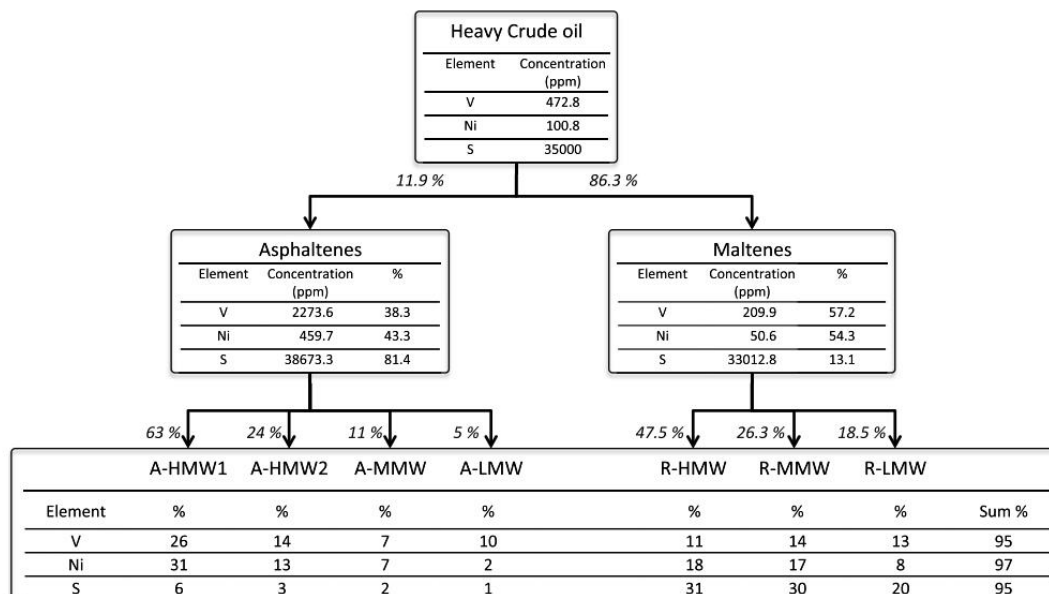 Heavy Crude oil
Element Concentration (ppm)
V 472.8
Ni 100.8
S 35000
11.9 % 86.3 %
Asphaltenes
Element Concentration (ppm) %
V 2273.6 38.3
Ni 459.7 43.3
S 38673.3 81.4
Maltenes
Element Concentration (ppm) %
V 209.9 57.2
Ni 50.6 54.3
S 33012.8 13.1
63 % 24 % 11 % 5 % 47.5 % 26.3 % 18.5 %
A-HMW1 A-HMW2 A-MMW A-LMW R-HMW R-MMW R-LMW
Element % % % % % % % Sum %
V 26 14 7 10 11 14 13 95
Ni 31 13 7 2 18 17 8 97
S 6 3 2 1 31 30 20 95